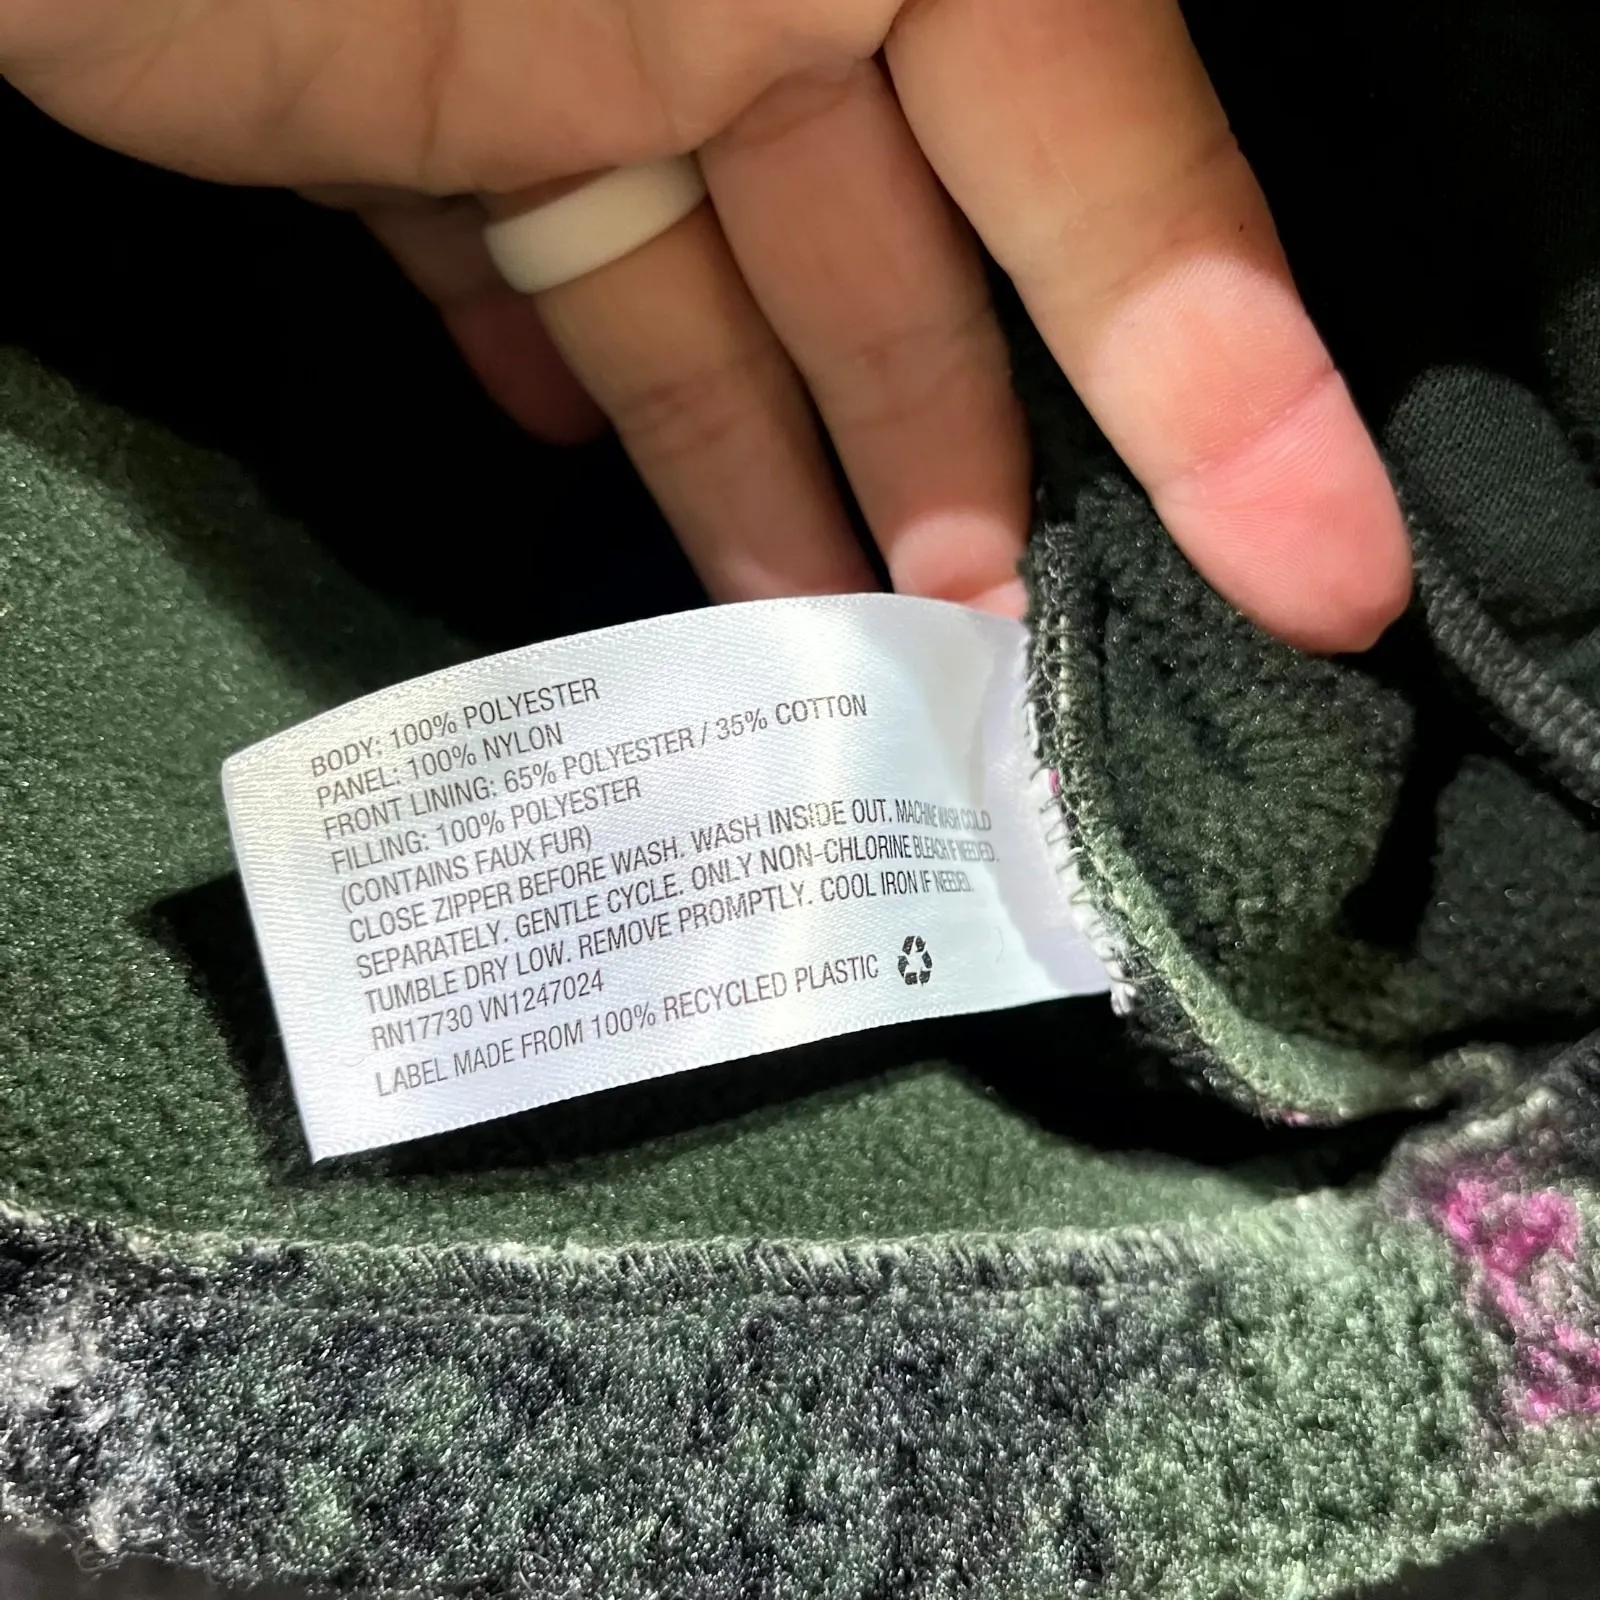 BODY: 100% POLYESTER
PANEL: 100% NYLON
FRONT LINING: 65% POLYESTER / 35% COTTON
FILLING: 100% POLYESTER
(CONTAINS FAUX FUR)
CLOSE ZIPPER BEFORE WASH. WASH INSIDE OUT. MACHINE WASH COLD
SEPARATELY. GENTLE CYCLE. ONLY NON-CHLORINE BLEACH IF NEEDED.
TUMBLE DRY LOW. REMOVE PROMPTLY. COOL IRON IF NEEDED.
RN17730 VN1247024
LABEL MADE FROM 100% RECYCLED PLASTIC